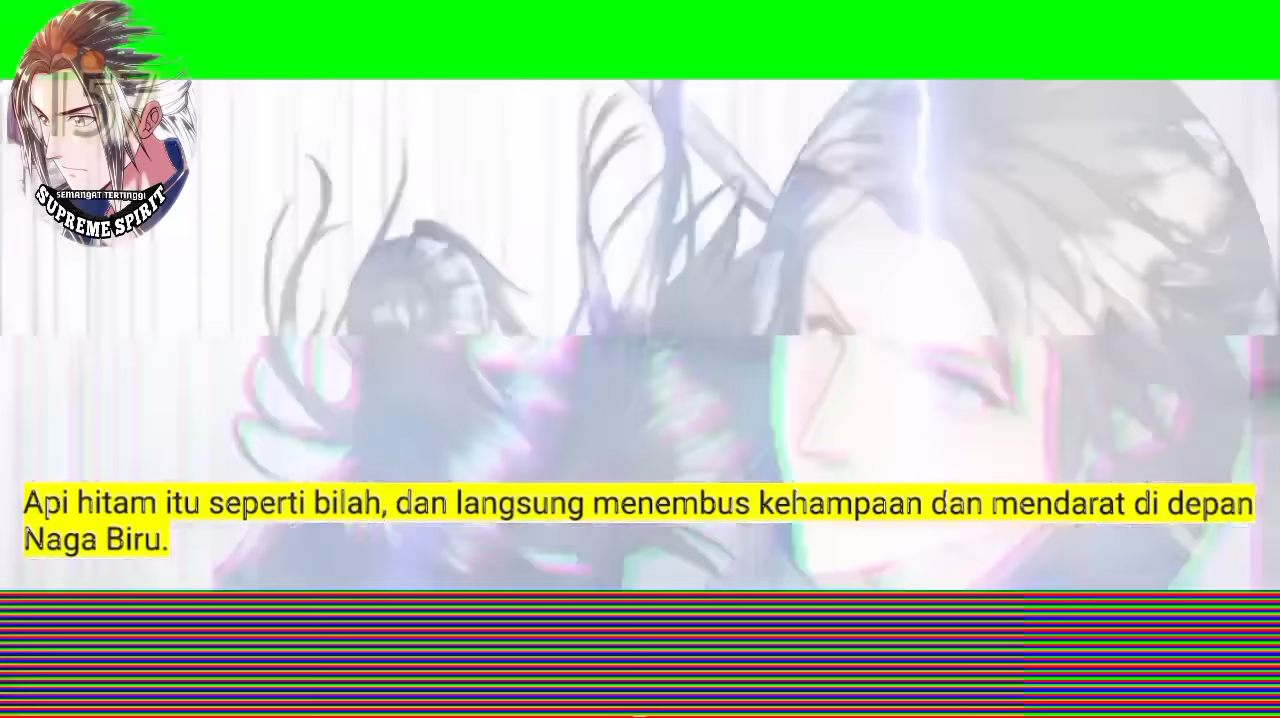 157
SEMANGAT TERTINGGI
SUPREME SPIRIT
Api hitam itu seperti bilah, dan langsung menembus kehampaan dan mendarat di depan
Naga Biru.